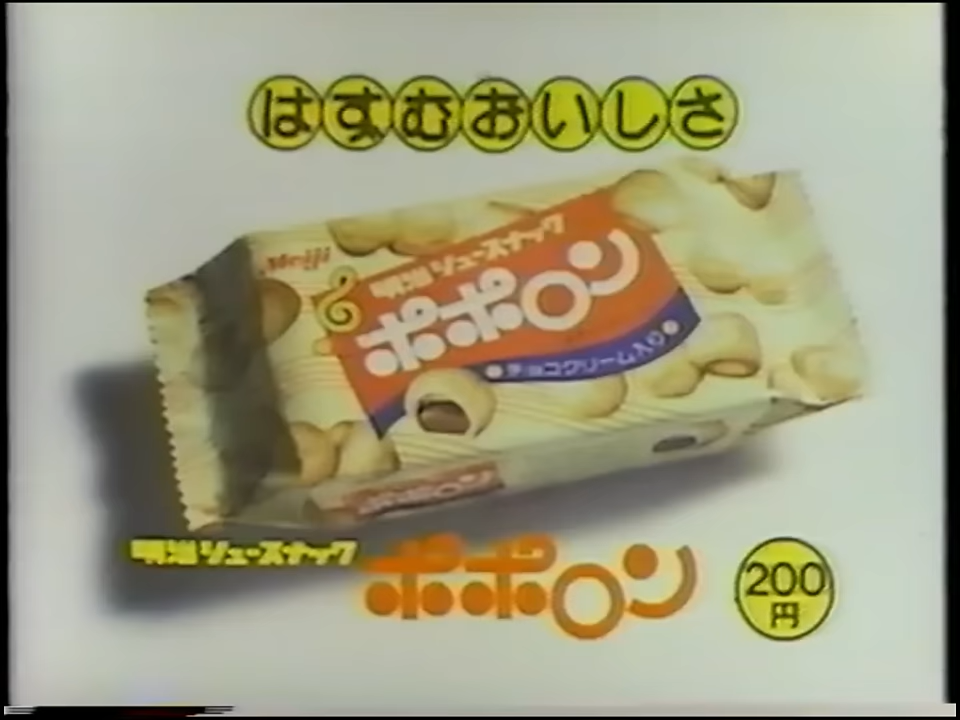 はずむおいしさ
Meiji
明治シュースナック
ポポロン
チョコクリーム入り
明治シュースナック
ポポロン
200
円